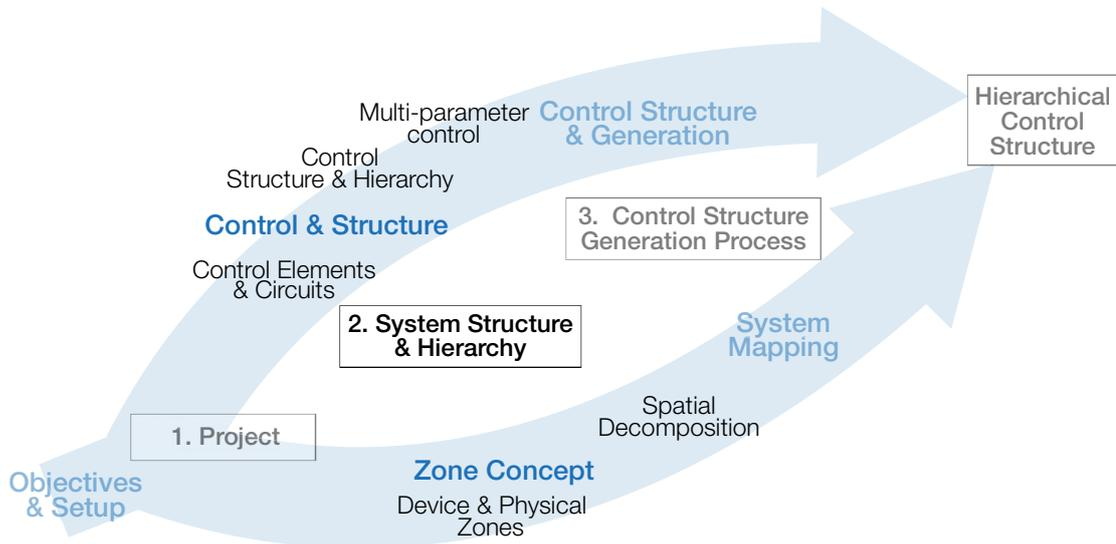 Multi-parameter
control
Control Structure
& Generation
Hierarchical
Control
Structure
Control
Structure & Hierarchy
Control & Structure
3. Control Structure
Generation Process
Control Elements
& Circuits
2. System Structure
& Hierarchy
System
Mapping
Spatial
Decomposition
1. Project
Zone Concept
Objectives
& Setup
Device & Physical
Zones